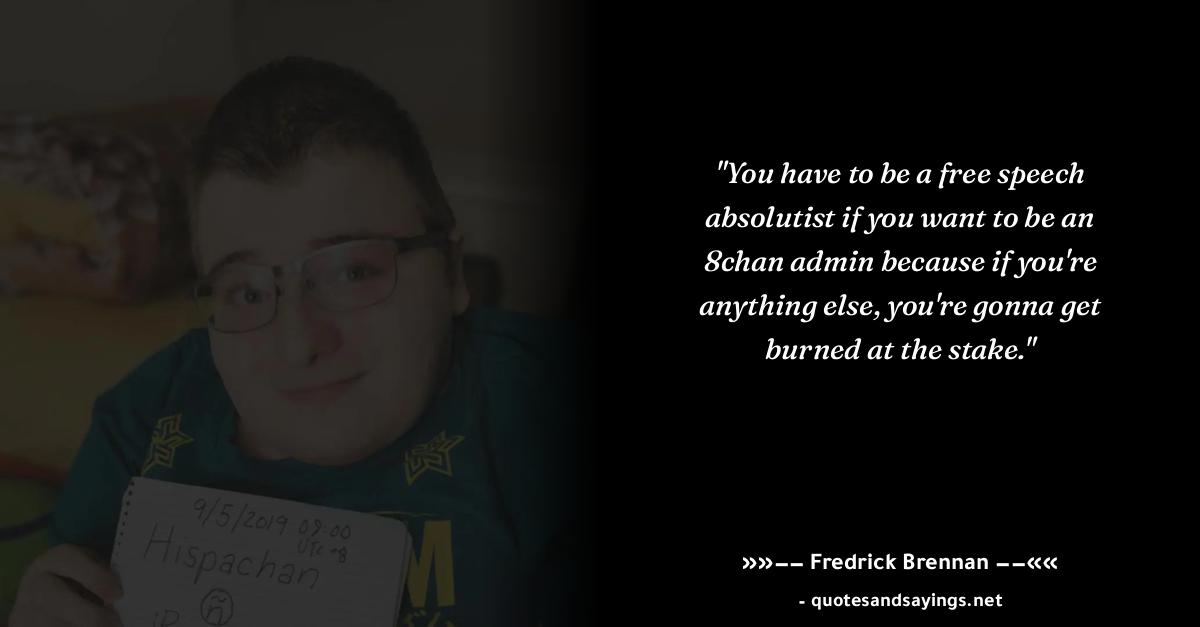 "You have to be a free speech
absolutist if you want to be an
8chan admin because if you're
anything else, you're gonna get
burned at the stake."
»»–– Fredrick Brennan ––««
- quotesandsayings.net
9/5/2019 09:00
UTC +8
Hispachan
ñ
M